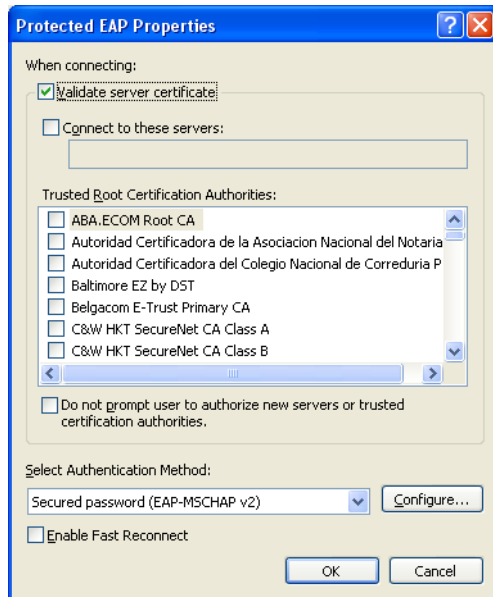 Protected EAP Properties
When connecting:
Validate server certificate
Connect to these servers:
Trusted Root Certification Authorities:
ABA.ECOM Root CA
Autoridad Certificadora de la Asociacion Nacional del Notaria
Autoridad Certificadora del Colegio Nacional de Correduria P
Baltimore EZ by DST
Belgacom E-Trust Primary CA
C&W HKT SecureNet CA Class A
C&W HKT SecureNet CA Class B
Do not prompt user to authorize new servers or trusted
certification authorities.
Select Authentication Method:
Secured password (EAP-MSCHAP v2)
Configure...
Enable Fast Reconnect
OK
Cancel